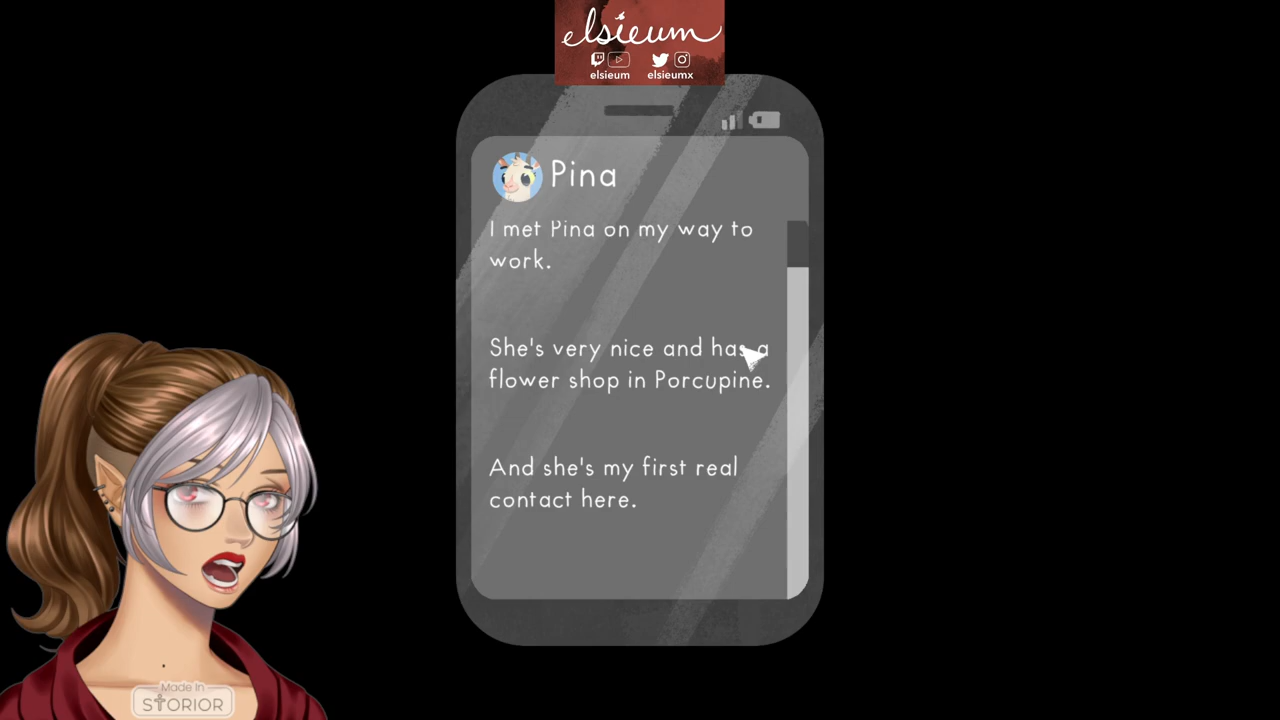 elsieum
elsieum elsieumx
Pina
I met Pina on my way to
work.
She's very nice and has a
flower shop in Porcupine.
And she's my first real
contact here.
Made In
STORIOR